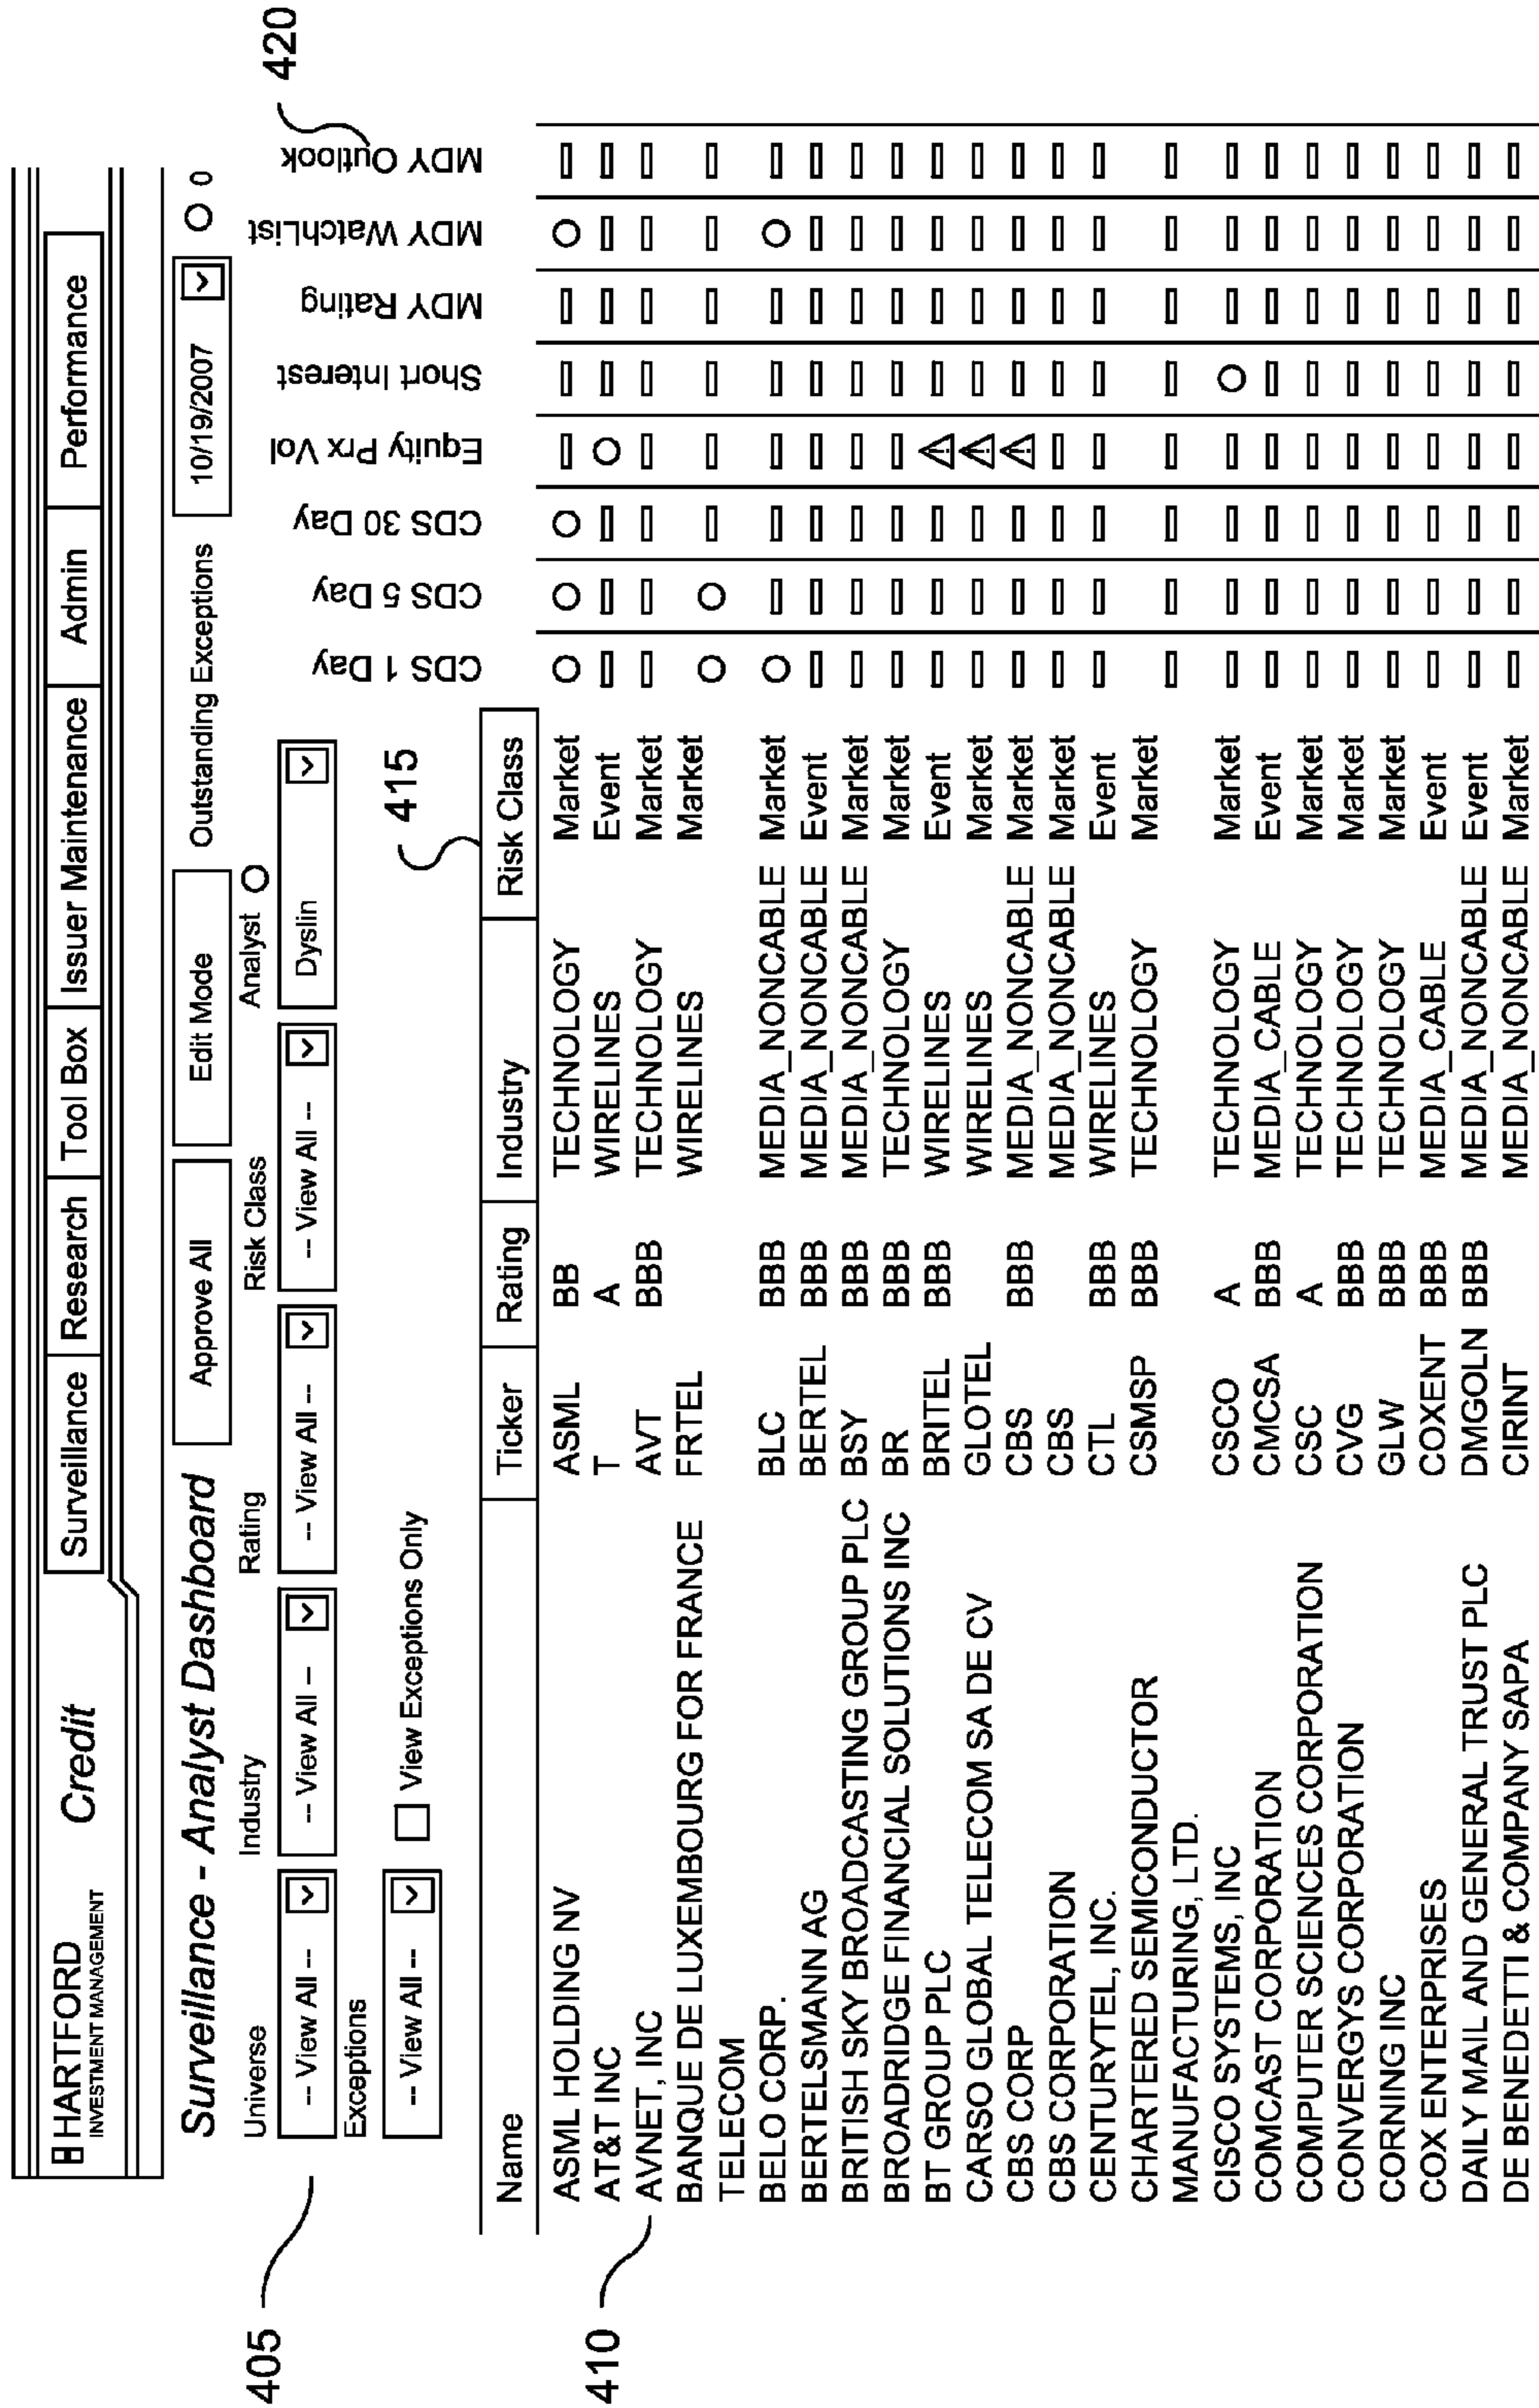 HARTFORD
INVESTMENT MANAGEMENT
Credit
Surveillance Research Tool Box Issuer Maintenance Admin Performance
Surveillance - Analyst Dashboard Approve All Edit Mode Outstanding Exceptions 10/19/2007 0
Universe Industry Rating Risk Class Analyst
-- View All -- -- View All – -- View All -- -- View All -- Dyslin
Exceptions
-- View All -- View Exceptions Only
405
410
415
420
Name Ticker Rating Industry Risk Class CDS 1 Day CDS 5 Day CDS 30 Day Equity Prx Vol Short Interest MDY Rating MDY WatchList MDY Outlook
ASML HOLDING NV ASML BB TECHNOLOGY Market
AT&T INC T A WIRELINES Event
AVNET, INC AVT BBB TECHNOLOGY Market
BANQUE DE LUXEMBOURG FOR FRANCE FRTEL WIRELINES Market
TELECOM
BELO CORP. BLC BBB MEDIA_NONCABLE Market
BERTELSMANN AG BERTEL BBB MEDIA_NONCABLE Event
BRITISH SKY BROADCASTING GROUP PLC BSY BBB MEDIA_NONCABLE Market
BROADRIDGE FINANCIAL SOLUTIONS INC BR BBB TECHNOLOGY Market
BT GROUP PLC BRITEL BBB WIRELINES Event
CARSO GLOBAL TELECOM SA DE CV GLOTEL WIRELINES Market
CBS CORP CBS BBB MEDIA_NONCABLE Market
CBS CORPORATION CBS MEDIA_NONCABLE Market
CENTURYTEL, INC. CTL BBB WIRELINES Event
CHARTERED SEMICONDUCTOR CSMSP BBB TECHNOLOGY Market
MANUFACTURING, LTD.
CISCO SYSTEMS, INC CSCO A TECHNOLOGY Market
COMCAST CORPORATION CMCSA BBB MEDIA_CABLE Event
COMPUTER SCIENCES CORPORATION CSC A TECHNOLOGY Market
CONVERGYS CORPORATION CVG BBB TECHNOLOGY Market
CORNING INC GLW BBB TECHNOLOGY Market
COX ENTERPRISES COXENT BBB MEDIA_CABLE Event
DAILY MAIL AND GENERAL TRUST PLC DMGOLN BBB MEDIA_NONCABLE Event
DE BENEDETTI & COMPANY SAPA CIRINT MEDIA_NONCABLE Market